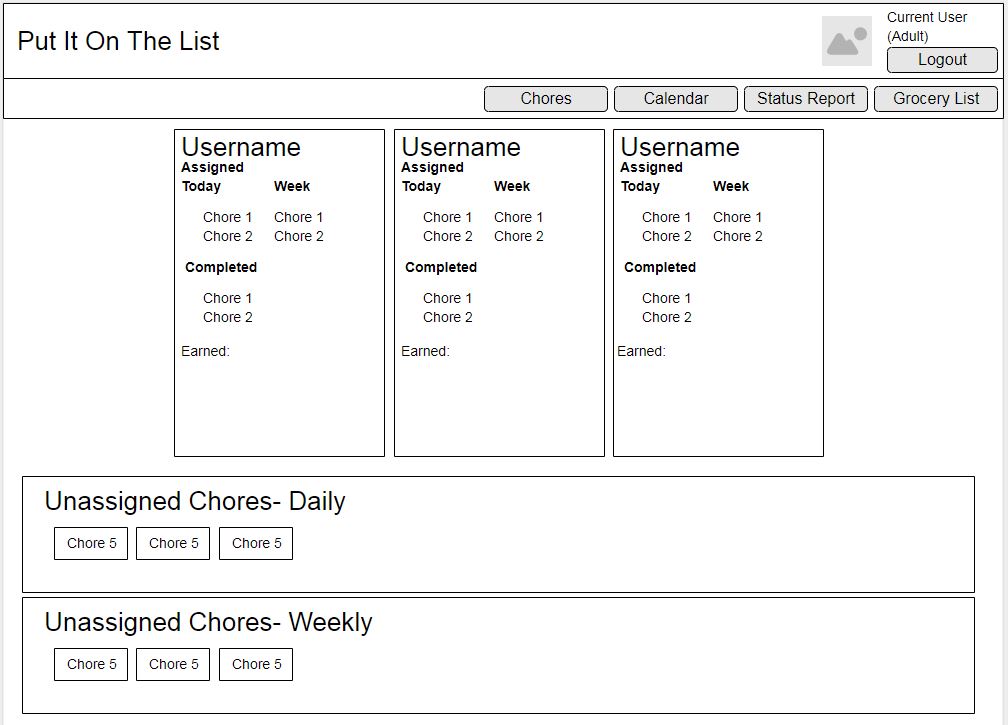 Put It On The List
Current User
(Adult)
Logout
Chores
Calendar
Status Report
Grocery List
Username
Assigned
Today Week
Chore 1 Chore 1
Chore 2 Chore 2
Completed
Chore 1
Chore 2
Earned:
Username
Assigned
Today Week
Chore 1 Chore 1
Chore 2 Chore 2
Completed
Chore 1
Chore 2
Earned:
Username
Assigned
Today Week
Chore 1 Chore 1
Chore 2 Chore 2
Completed
Chore 1
Chore 2
Earned:
Unassigned Chores- Daily
Chore 5 Chore 5 Chore 5
Unassigned Chores- Weekly
Chore 5 Chore 5 Chore 5